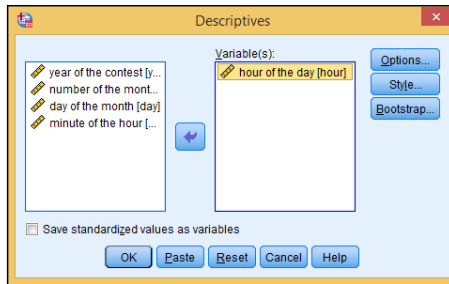 Descriptives
year of the contest [y...
number of the mont...
day of the month [day]
minute of the hour [...
Variable(s):
hour of the day [hour]
Options...
Style...
Bootstrap...
Save standardized values as variables
OK Paste Reset Cancel Help